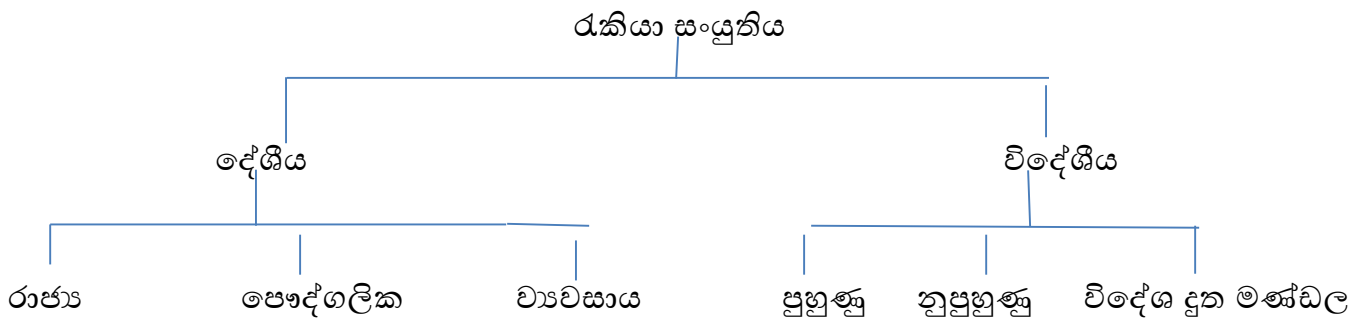 රැකියා සංයුතිය
දේශීය විදේශීය
රාජ්‍ය පෞද්ගලික ව්‍යවසාය පුහුණු නුපුහුණු විදේශ දූත මණ්ඩල